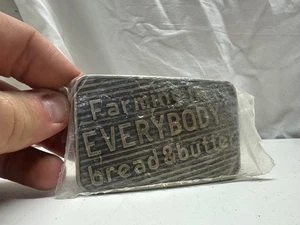 Farming is
EVERYBODY'S
bread & butter